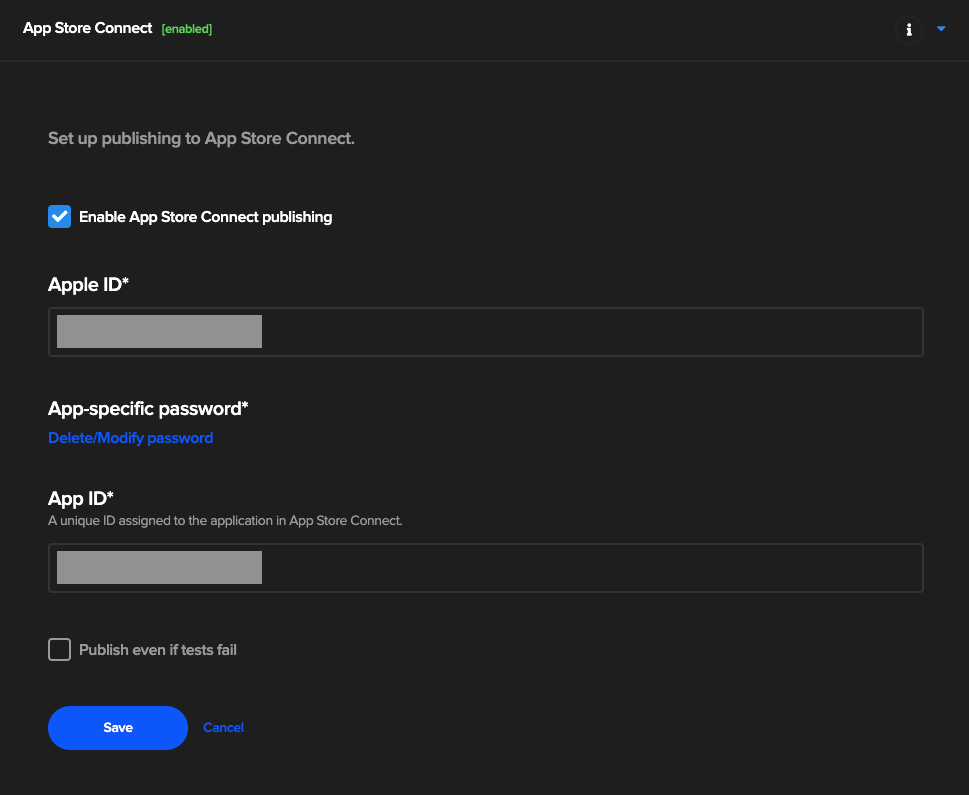 App Store Connect [enabled]
Set up publishing to App Store Connect.
Enable App Store Connect publishing
Apple ID*
App-specific password*
Delete/Modify password
App ID*
A unique ID assigned to the application in App Store Connect.
Publish even if tests fail
Save Cancel